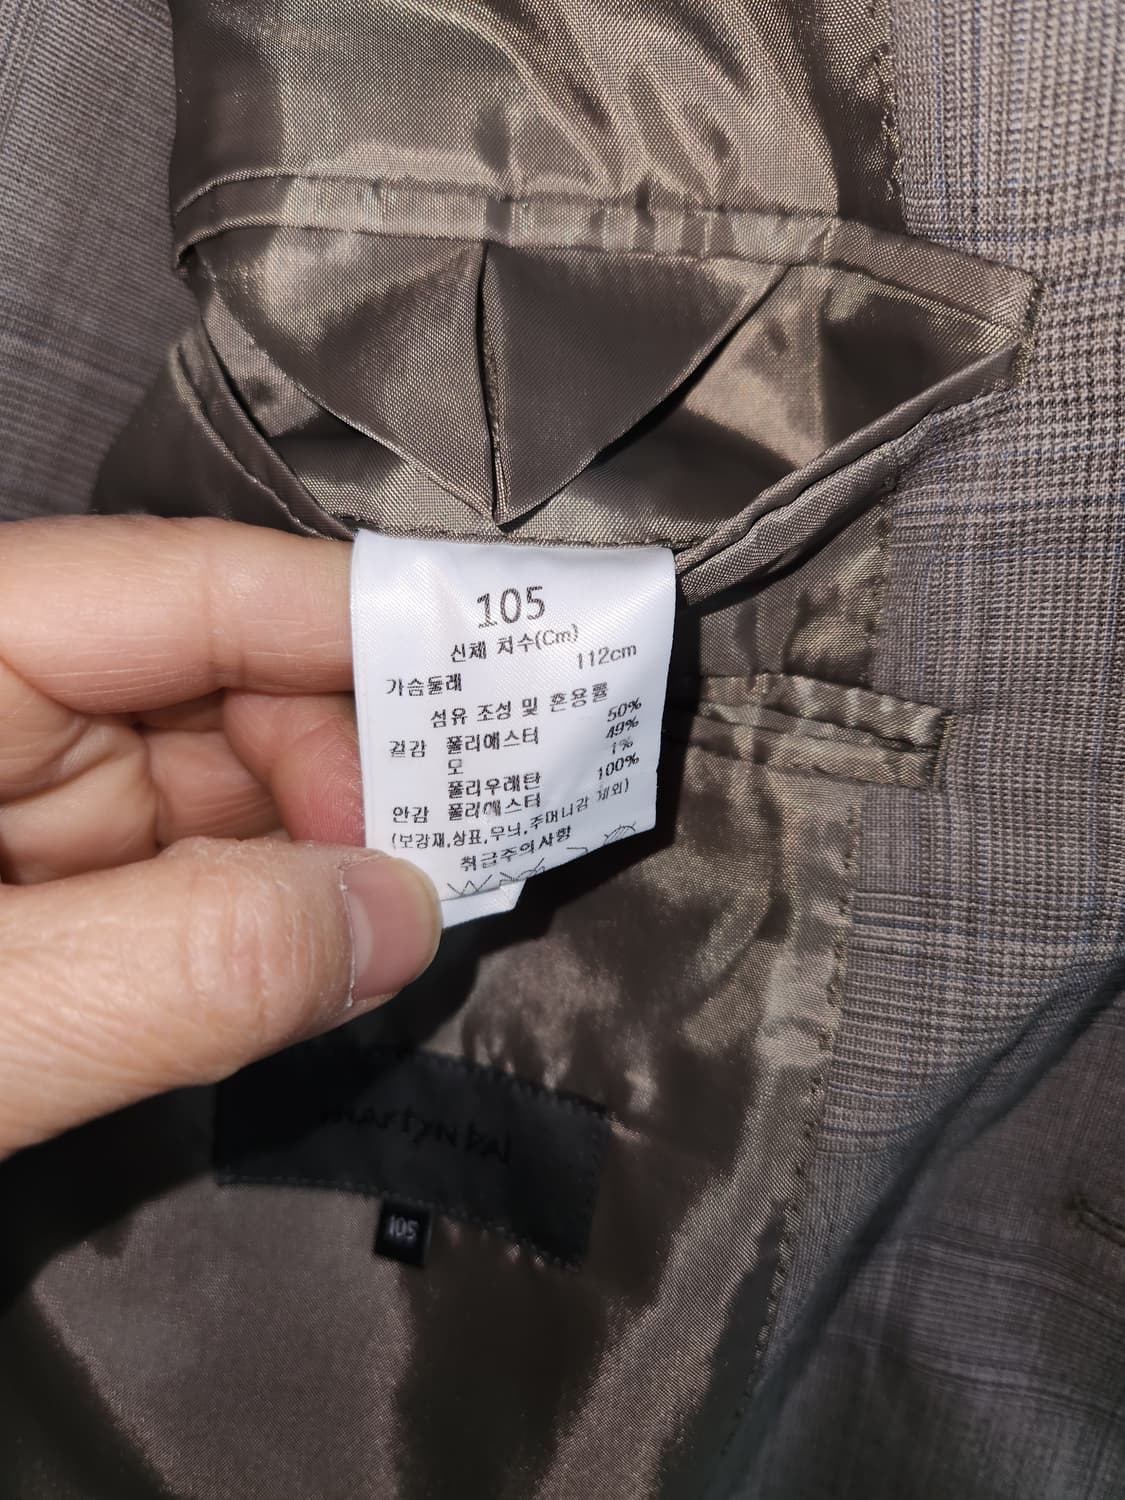 105
신체 치수(Cm)
가슴둘레 112cm
섬유 조성 및 혼용률
겉감 폴리에스터 50%
모 49%
폴리우레탄 1%
안감 폴리에스터 100%
(보강재,상표,무늬,주머니감 제외)
취급주의사항
105